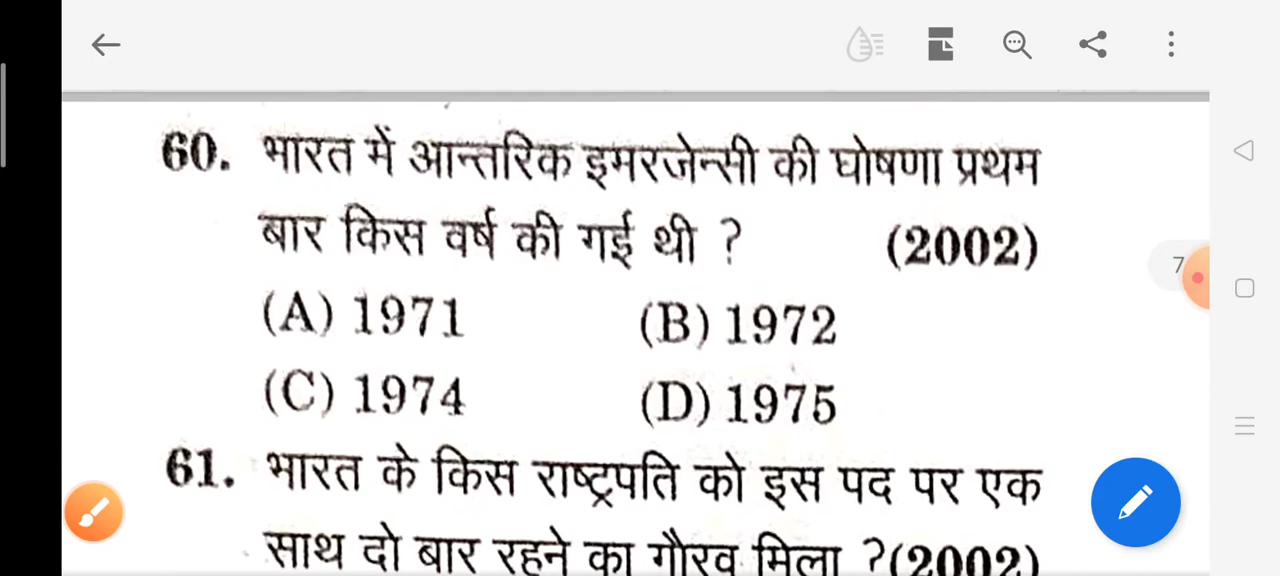 60. भारत में आन्तरिक इमरजेन्सी की घोषणा प्रथम
बार किस वर्ष की गई थी ? (2002)
(A) 1971 (B) 1972
(C) 1974 (D) 1975
61. भारत के किस राष्ट्रपति को इस पद पर एक
साथ दो बार रहने का गौरव मिला ?(2002)
7